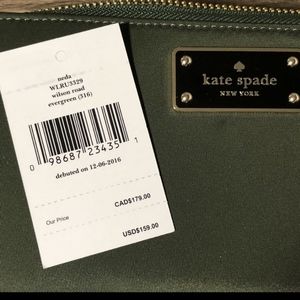 neda
WLRU3529
wilson road
evergreen (316)
0 98687 23435 1
debuted on 12-06-2016
CAD$179.00
Our Price
USD$159.00
kate spade
NEW YORK